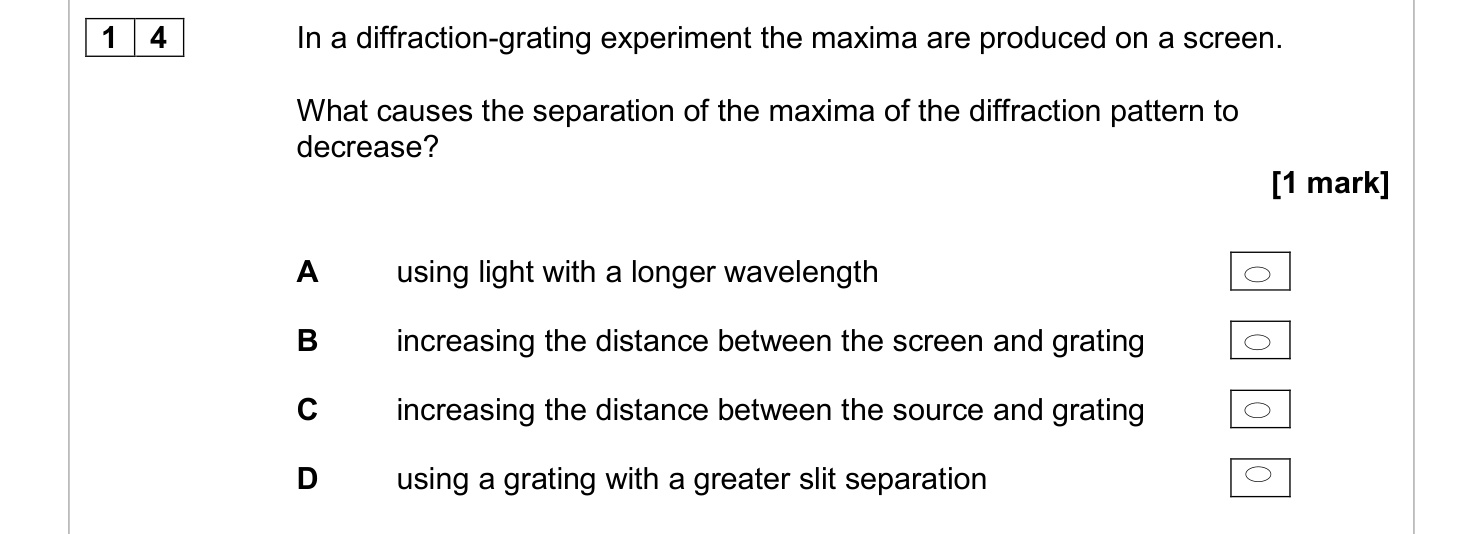 1 4 In a diffraction-grating experiment the maxima are produced on a screen.
What causes the separation of the maxima of the diffraction pattern to
decrease?
[1 mark]
A using light with a longer wavelength
B increasing the distance between the screen and grating
C increasing the distance between the source and grating
D using a grating with a greater slit separation